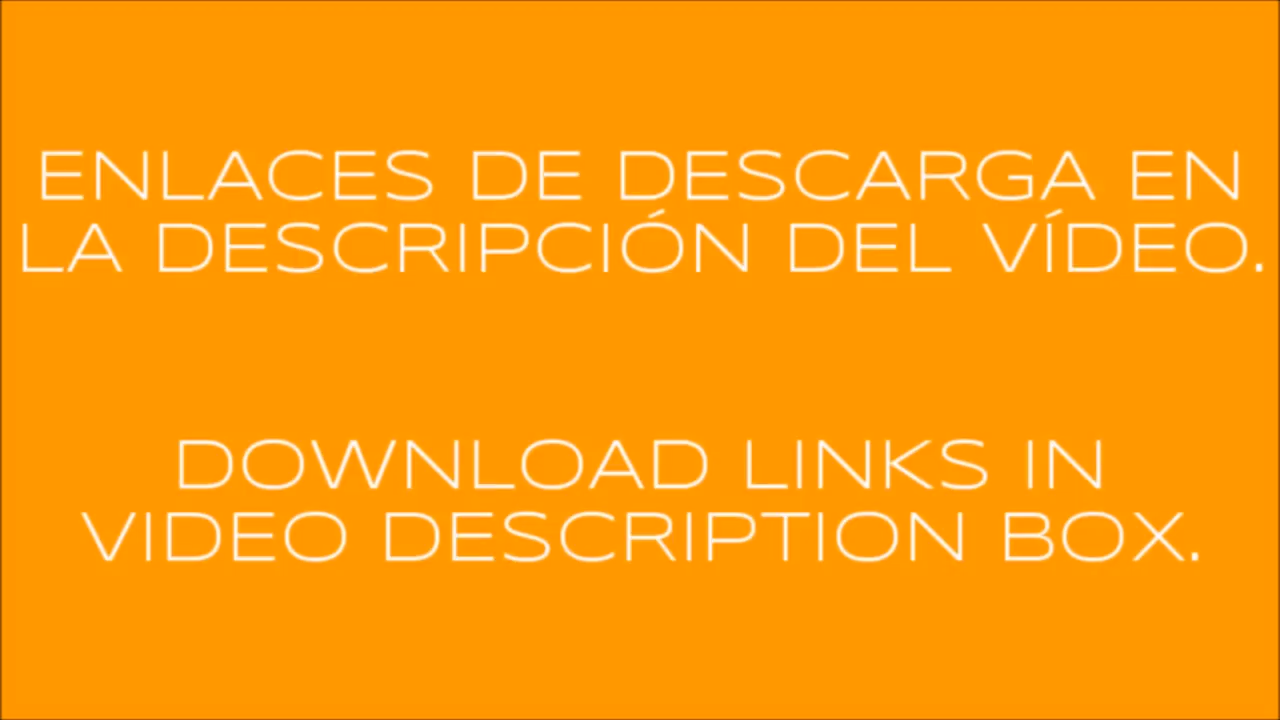 ENLACES DE DESCARGA EN
LA DESCRIPCIÓN DEL VÍDEO.
DOWNLOAD LINKS IN
VIDEO DESCRIPTION BOX.